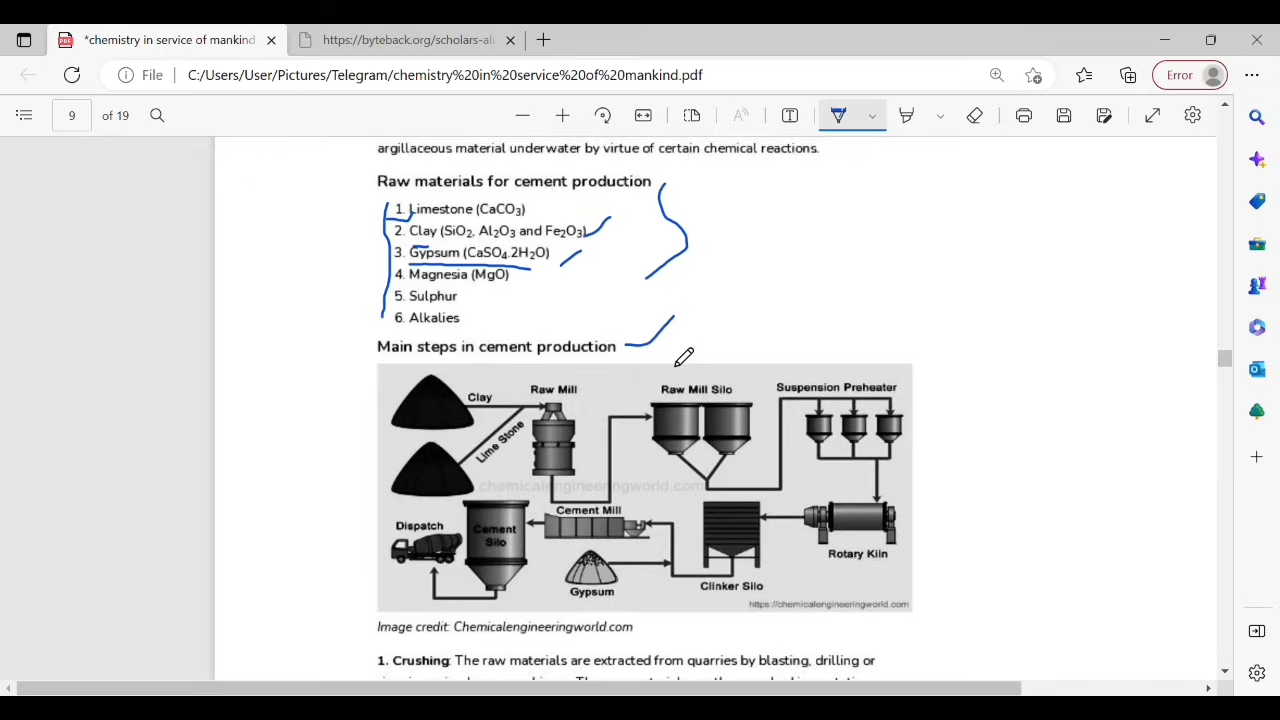 *chemistry in service of mankind
https://byteback.org/scholars-al
File C:/Users/User/Pictures/Telegram/chemistry%20in%20service%20of%20mankind.pdf
Error
9 of 19
argillaceous material underwater by virtue of certain chemical reactions.
Raw materials for cement production
1. Limestone (CaCO₃)
2. Clay (SiO₂, Al₂O₃ and Fe₂O₃)
3. Gypsum (CaSO₄.2H₂O)
4. Magnesia (MgO)
5. Sulphur
6. Alkalies
Main steps in cement production
Clay
Lime Stone
Raw Mill
Raw Mill Silo
Suspension Preheater
chemicalengineeringworld.com
Dispatch
Cement Silo
Cement Mill
Gypsum
Clinker Silo
Rotary Kiln
https://chemicalengineeringworld.com
Image credit: Chemicalengineeringworld.com
1. Crushing: The raw materials are extracted from quarries by blasting, drilling or